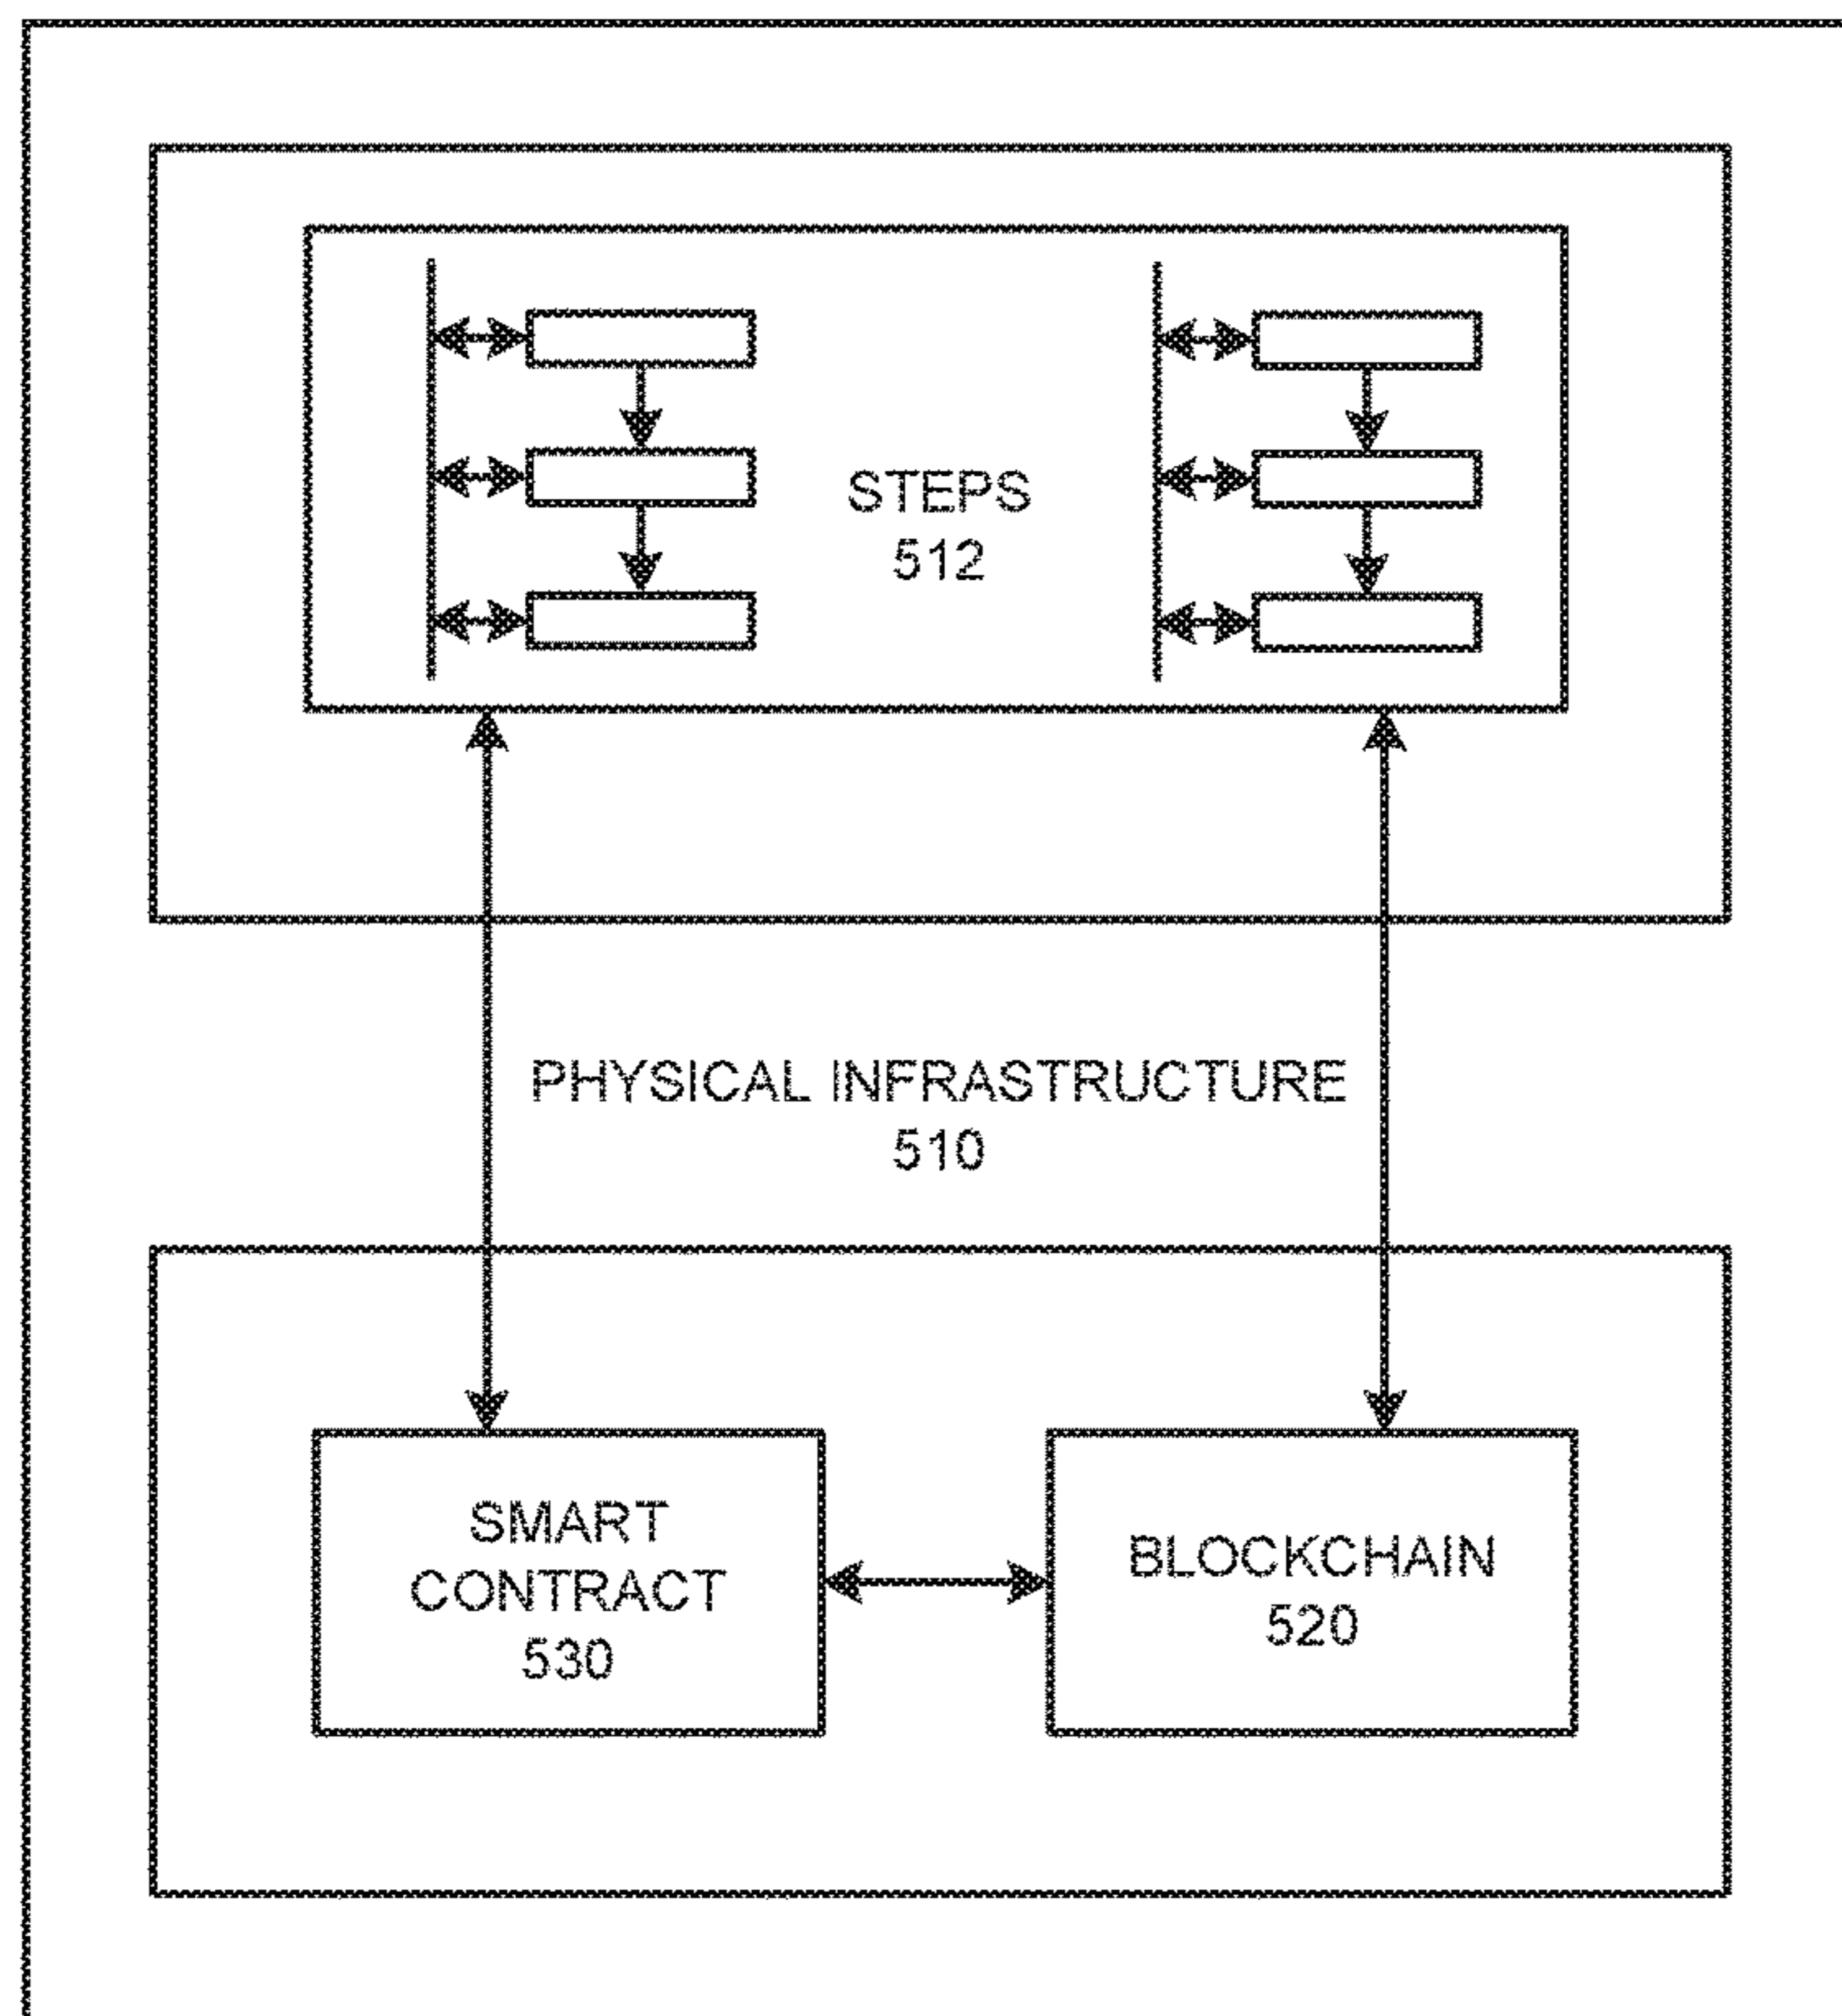 STEPS
512
PHYSICAL INFRASTRUCTURE
510
SMART
CONTRACT
530
BLOCKCHAIN
520